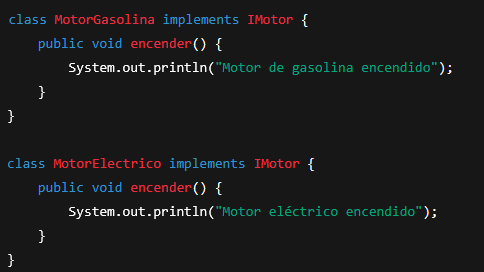 class MotorGasolina implements IMotor {
    public void encender() {
        System.out.println("Motor de gasolina encendido");
    }
}

class MotorElectrico implements IMotor {
    public void encender() {
        System.out.println("Motor eléctrico encendido");
    }
}